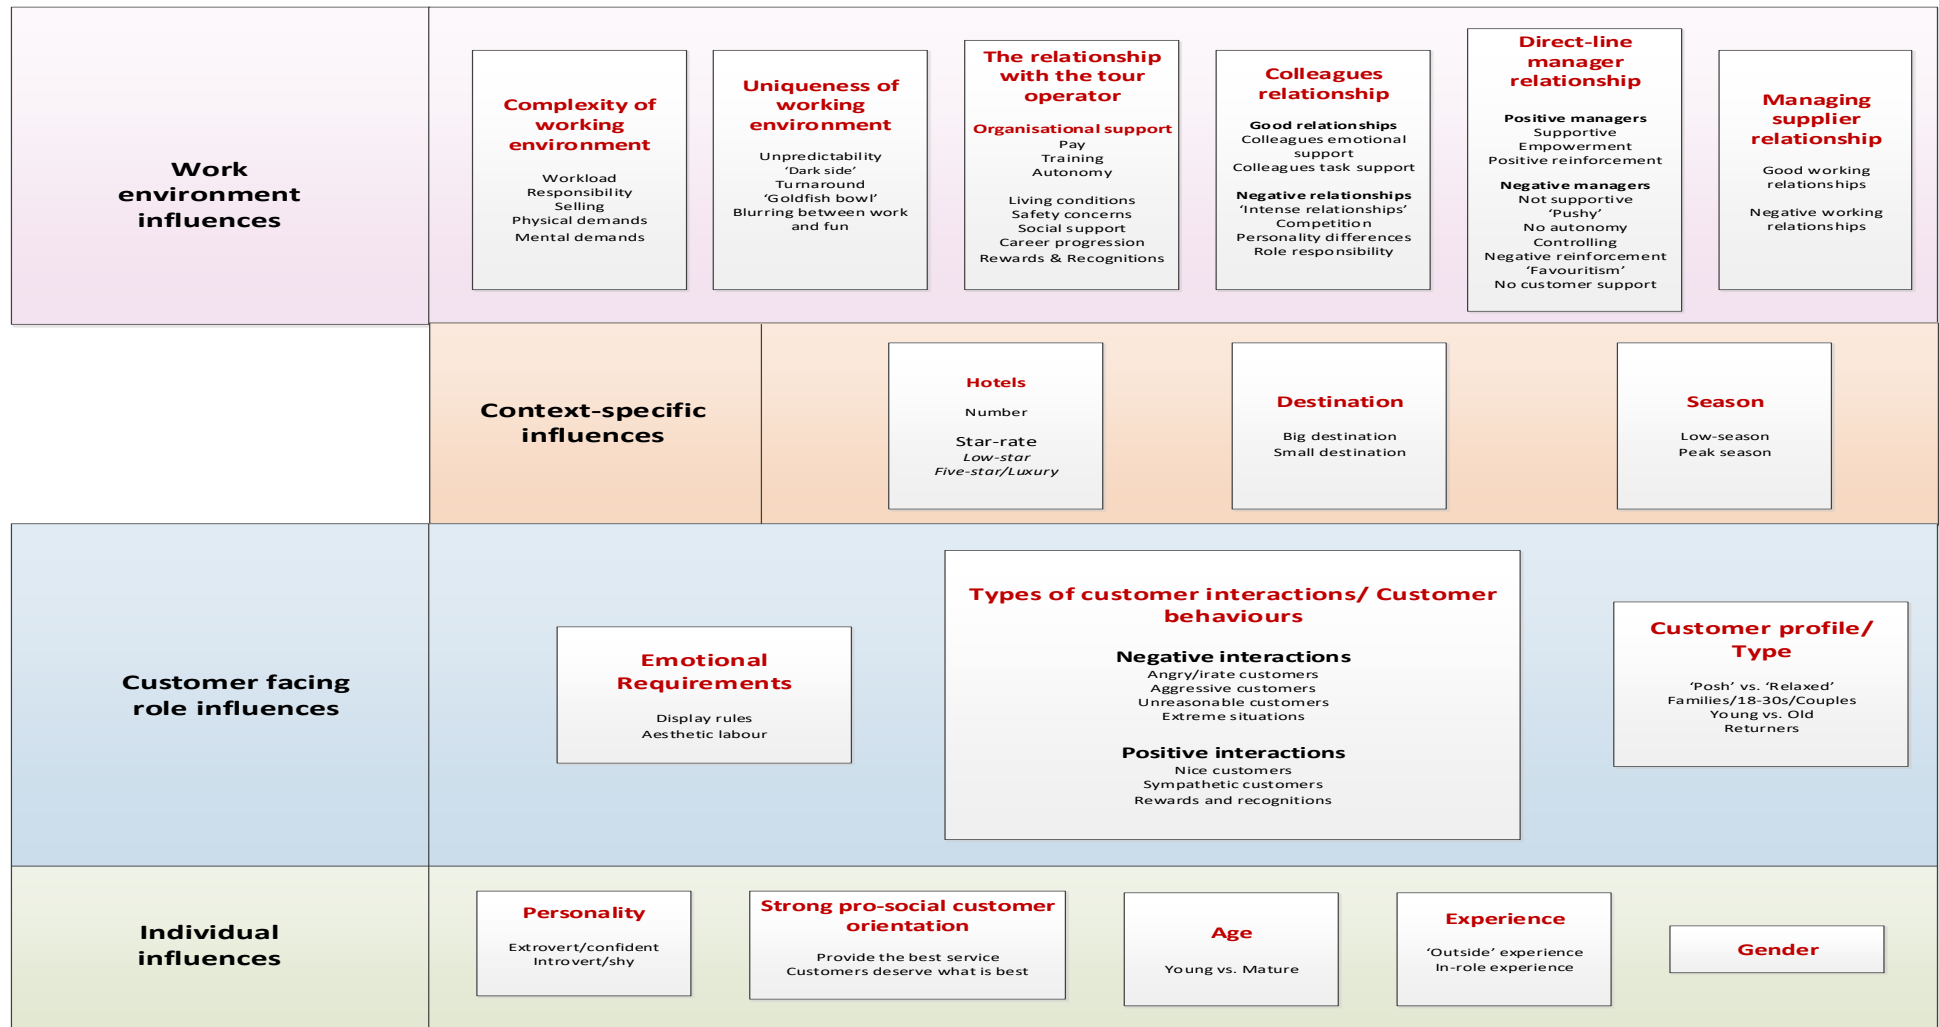 Work
environment
influences
Complexity of
working
environment
Workload
Responsibility
Selling
Physical demands
Mental demands
Uniqueness of
working
environment
Unpredictability
‘Dark side’
Turnaround
‘Goldfish bowl’
Blurring between work
and fun
The relationship
with the tour
operator
Organisational support
Pay
Training
Autonomy
Living conditions
Safety concerns
Social support
Career progression
Rewards & Recognitions
Colleagues
relationship
Good relationships
Colleagues emotional
support
Colleagues task support
Negative relationships
‘Intense relationships’
Competition
Personality differences
Role responsibility
Direct-line
manager
relationship
Positive managers
Supportive
Empowerment
Positive reinforcement
Negative managers
Not supportive
‘Pushy’
No autonomy
Controlling
Negative reinforcement
‘Favouritism’
No customer support
Managing
supplier
relationship
Good working
relationships
Negative working
relationships
Context-specific
influences
Hotels
Number
Star-rate
Low-star
Five-star/Luxury
Destination
Big destination
Small destination
Season
Low-season
Peak season
Customer facing
role influences
Emotional
Requirements
Display rules
Aesthetic labour
Types of customer interactions/ Customer
behaviours
Negative interactions
Angry/irate customers
Aggressive customers
Unreasonable customers
Extreme situations
Positive interactions
Nice customers
Sympathetic customers
Rewards and recognitions
Customer profile/
Type
‘Posh’ vs. ‘Relaxed’
Families/18-30s/Couples
Young vs. Old
Returners
Individual
influences
Personality
Extrovert/confident
Introvert/shy
Strong pro-social customer
orientation
Provide the best service
Customers deserve what is best
Age
Young vs. Mature
Experience
‘Outside’ experience
In-role experience
Gender